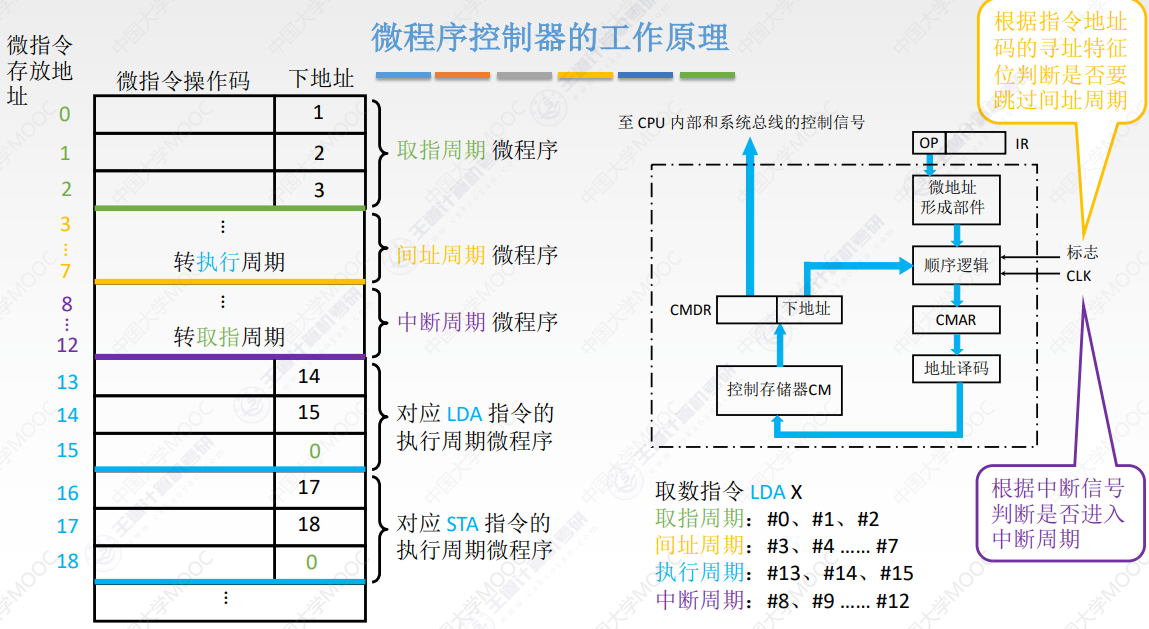 微程序控制器的工作原理
微指令
存放地
址
微指令操作码
下地址
0
1
1
2
2
3
取指周期 微程序
3
⋮
7
⋮
转执行周期
间址周期 微程序
8
⋮
12
⋮
转取指周期
中断周期 微程序
13
14
14
15
15
0
对应 LDA 指令的
执行周期微程序
16
17
17
18
18
0
对应 STA 指令的
执行周期微程序
⋮
根据指令地址
码的寻址特征
位判断是否要
跳过间址周期
至 CPU 内部和系统总线的控制信号
OP
IR
微地址
形成部件
顺序逻辑
标志
CLK
CMDR
下地址
CMAR
地址译码
控制存储器CM
根据中断信号
判断是否进入
中断周期
取数指令 LDA X
取指周期：#0、#1、#2
间址周期：#3、#4 …… #7
执行周期：#13、#14、#15
中断周期：#8、#9 …… #12